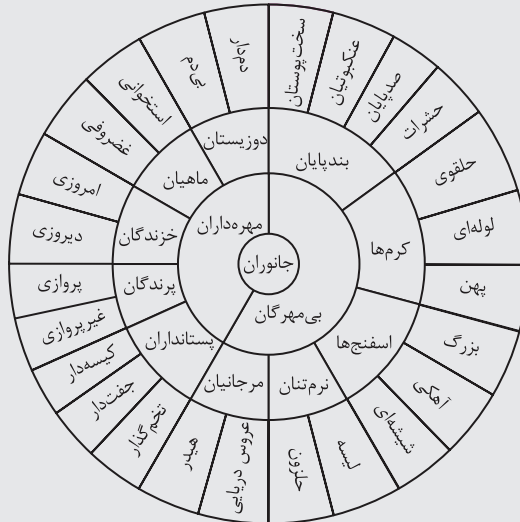 جانوران
مهره‌داران
بی‌مهرگان
دوزیستان
ماهیان
خزندگان
پرندگان
پستانداران
مرجانیان
نرم‌تنان
اسفنج‌ها
کرم‌ها
بندپایان
دم‌دار
بی‌دم
استخوانی
غضروفی
امروزی
دیروزی
پروازی
غیرپروازی
کیسه‌دار
جفت‌دار
تخم‌گذار
هیدر
عروس دریایی
حلزون
لیسه
شیشه‌ای
آهکی
بزرگ
پهن
لوله‌ای
حلقوی
حشرات
صدپایان
عنکبوتیان
سخت‌پوستان